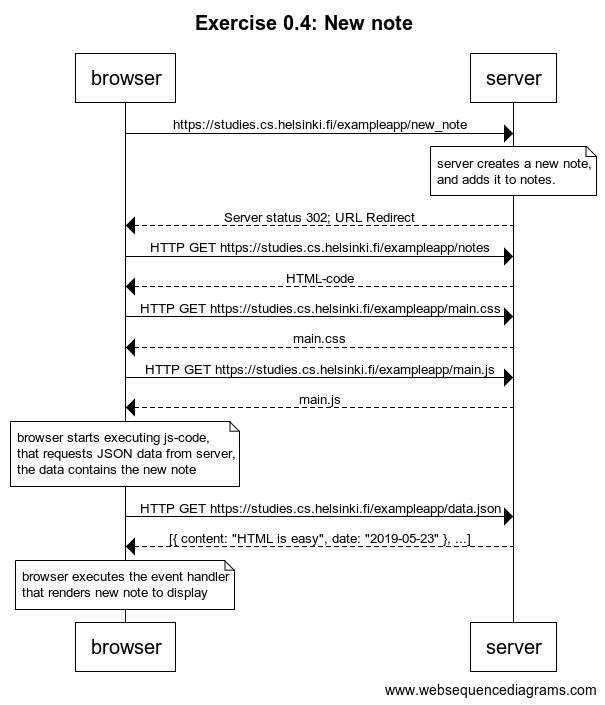 Exercise 0.4: New note
browser
server
https://studies.cs.helsinki.fi/exampleapp/new_note
server creates a new note,
and adds it to notes.
Server status 302; URL Redirect
HTTP GET https://studies.cs.helsinki.fi/exampleapp/notes
HTML-code
HTTP GET https://studies.cs.helsinki.fi/exampleapp/main.css
main.css
HTTP GET https://studies.cs.helsinki.fi/exampleapp/main.js
main.js
browser starts executing js-code,
that requests JSON data from server,
the data contains the new note
HTTP GET https://studies.cs.helsinki.fi/exampleapp/data.json
[{ content: "HTML is easy", date: "2019-05-23" }, ...]
browser executes the event handler
that renders new note to display
browser
server
www.websequencediagrams.com